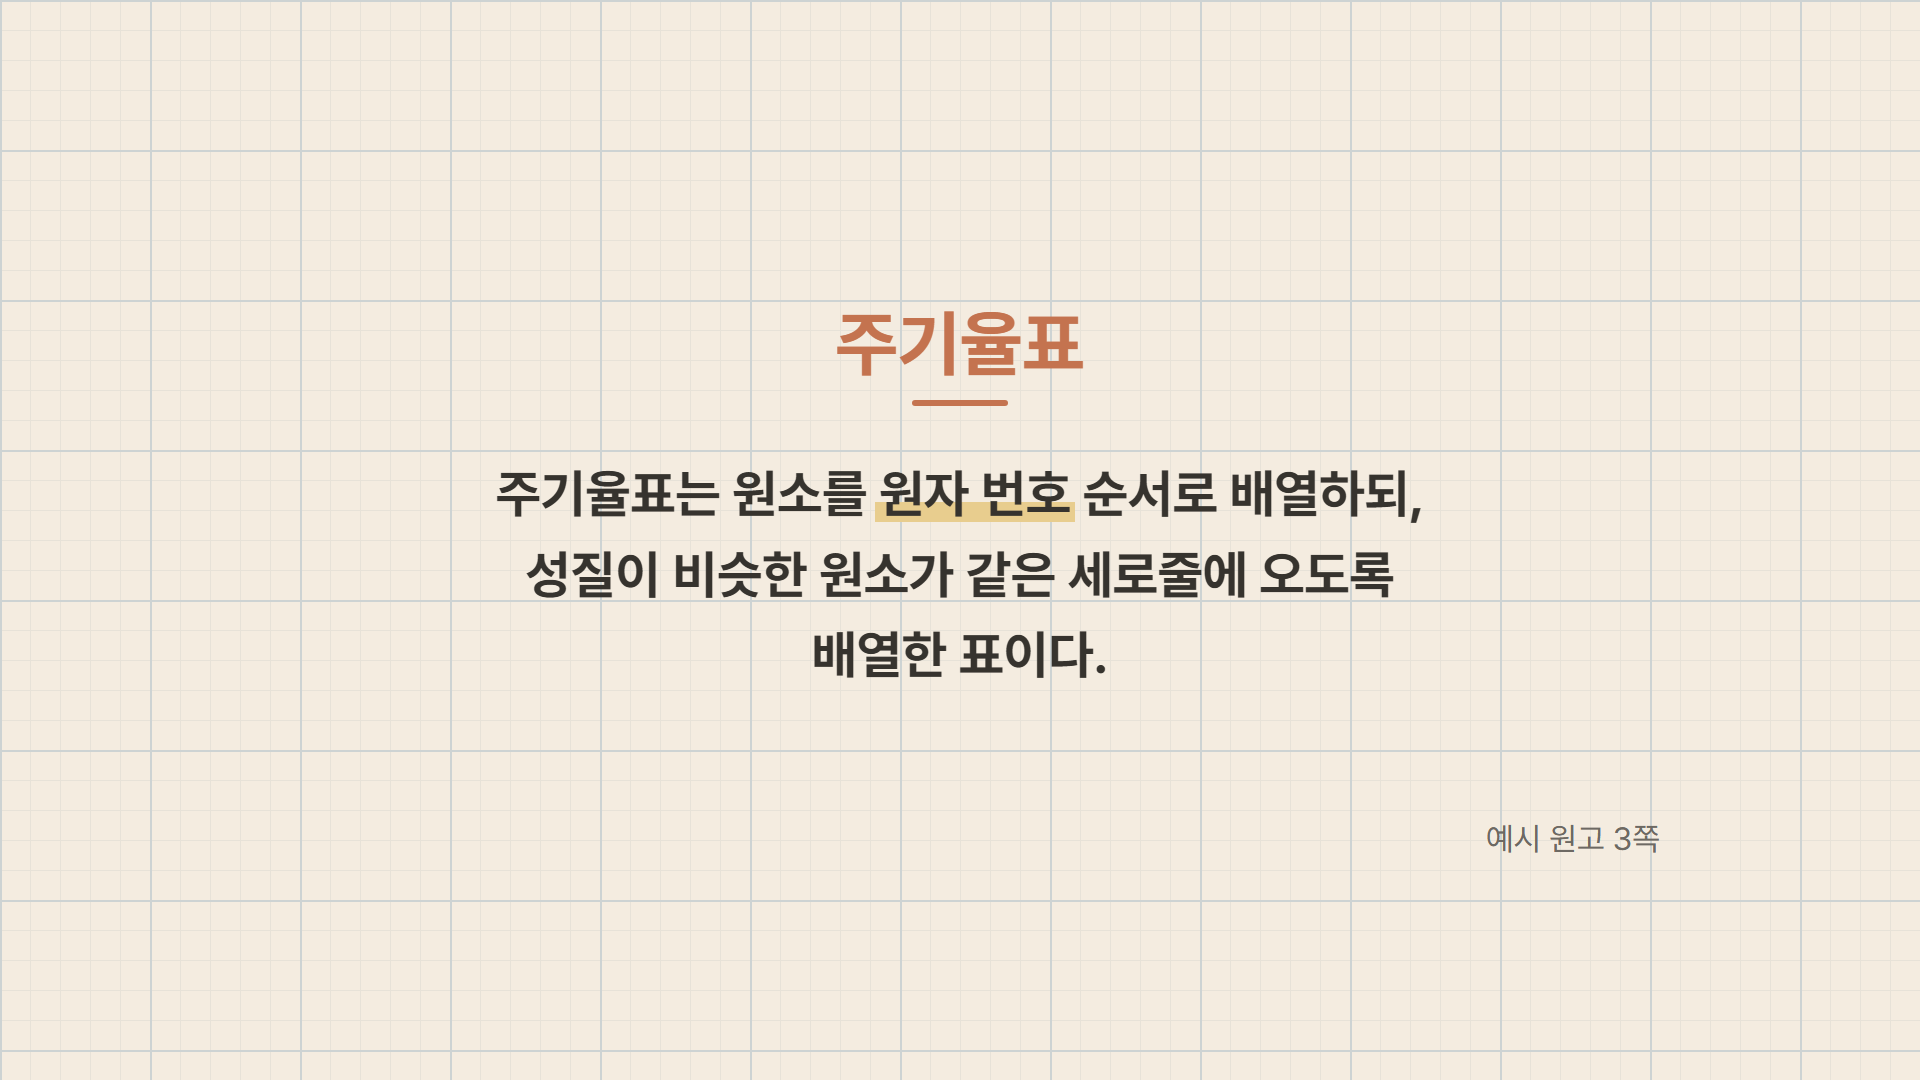 주기율표
주기율표는 원소를 원자 번호 순서로 배열하되,
성질이 비슷한 원소가 같은 세로줄에 오도록
배열한 표이다.
예시 원고 3쪽